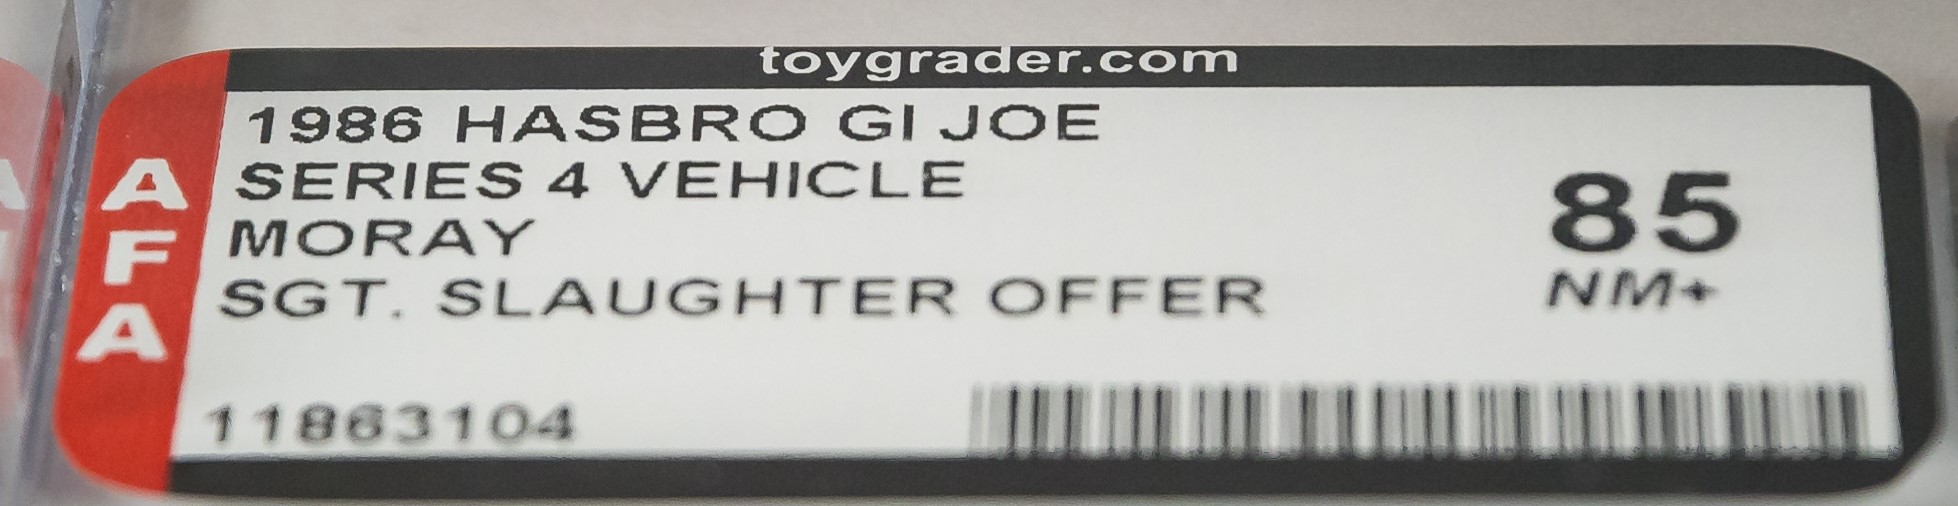 toygrader.com
AFA
1986 HASBRO GI JOE
SERIES 4 VEHICLE
MORAY
SGT. SLAUGHTER OFFER
85
NM+
11863104